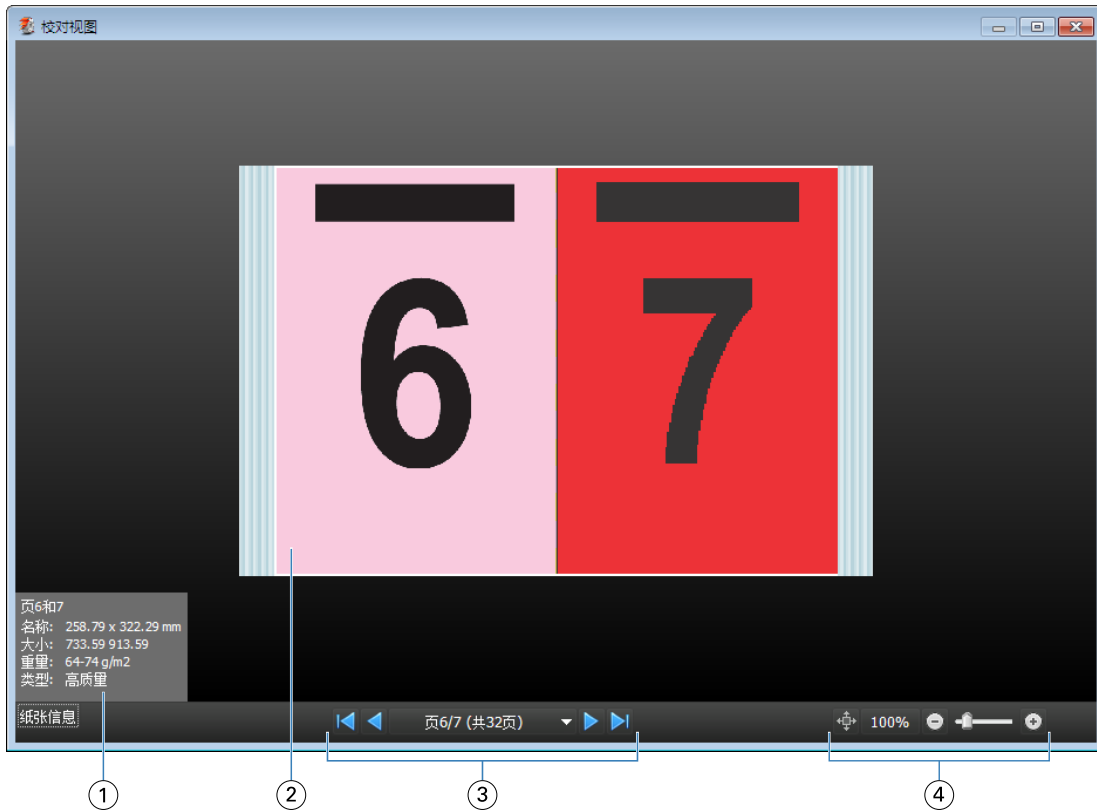 校对视图
6 7
页6和7
名称: 258.79 x 322.29 mm
大小: 733.59 913.59
重量: 64-74 g/m2
类型: 高质量
纸张信息
页6/7 (共32页)
100%
1 2 3 4